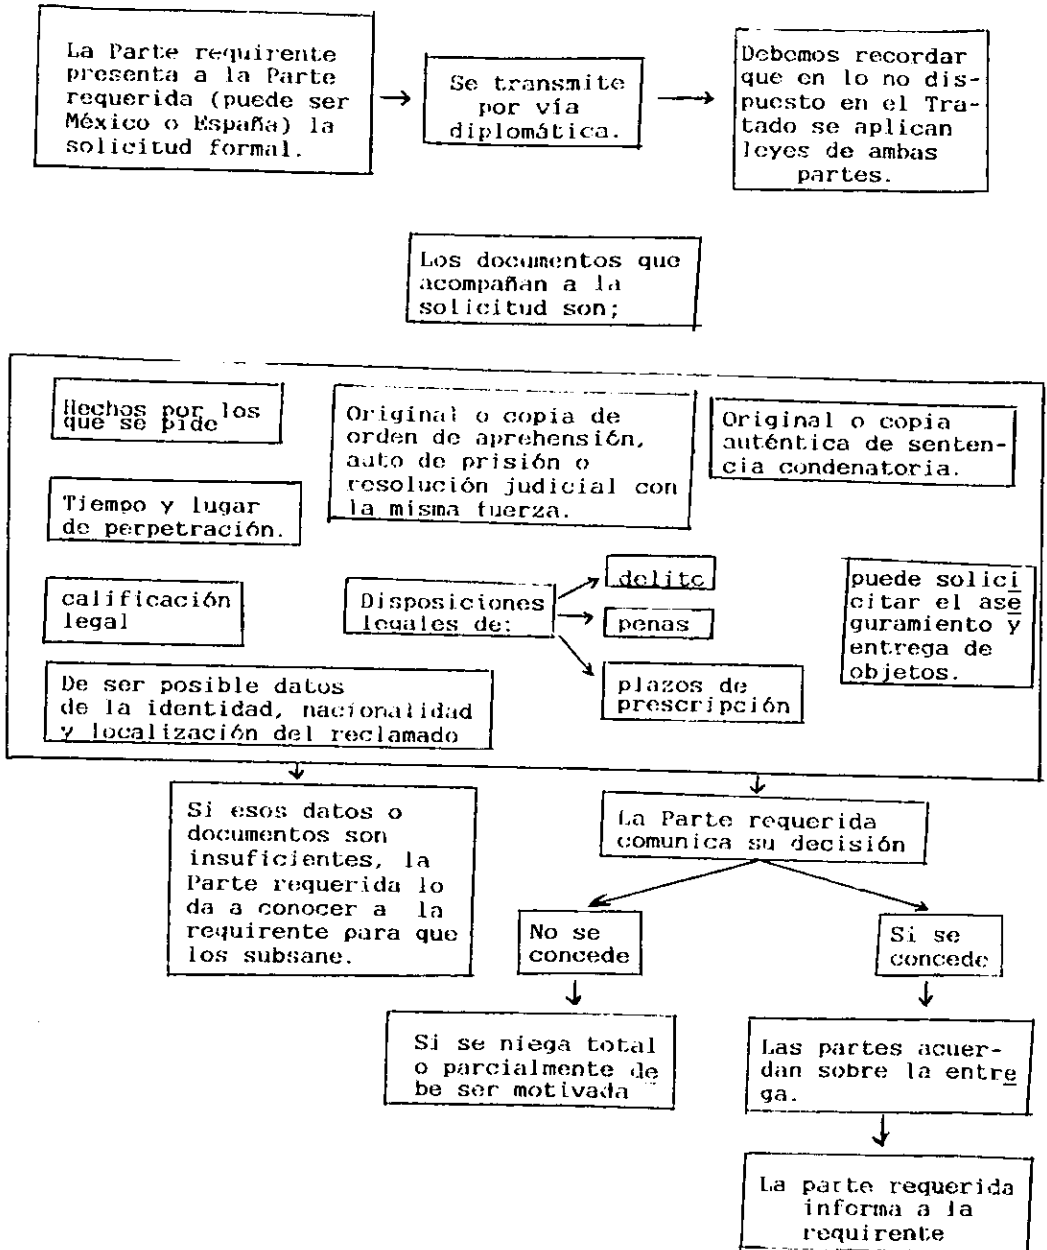 La Parte requirente
presenta a la Parte
requerida (puede ser
México o España) la
solicitud formal.
Se transmite
por vía
diplomática.
Debemos recordar
que en lo no dis-
puesto en el Tra-
tado se aplican
leyes de ambas
partes.
Los documentos que
acompañan a la
solicitud son;
Hechos por los
que se pide
Original o copia de
orden de aprehensión,
auto de prisión o
resolución judicial con
la misma fuerza.
Original o copia
auténtica de senten-
cia condenatoria.
Tiempo y lugar
de perpetración.
calificación
legal
Disposiciones
legales de:
delito
penas
plazos de
prescripción
puede solici
citar el ase
guramiento y
entrega de
objetos.
De ser posible datos
de la identidad, nacionalidad
y localización del reclamado
Si esos datos o
documentos son
insuficientes, la
Parte requerida lo
da a conocer a la
requirente para que
los subsane.
La Parte requerida
comunica su decisión
No se
concede
Si se
concede
Si se niega total
o parcialmente de
be ser motivada
Las partes acuer-
dan sobre la entre
ga.
La parte requerida
informa a la
requirente